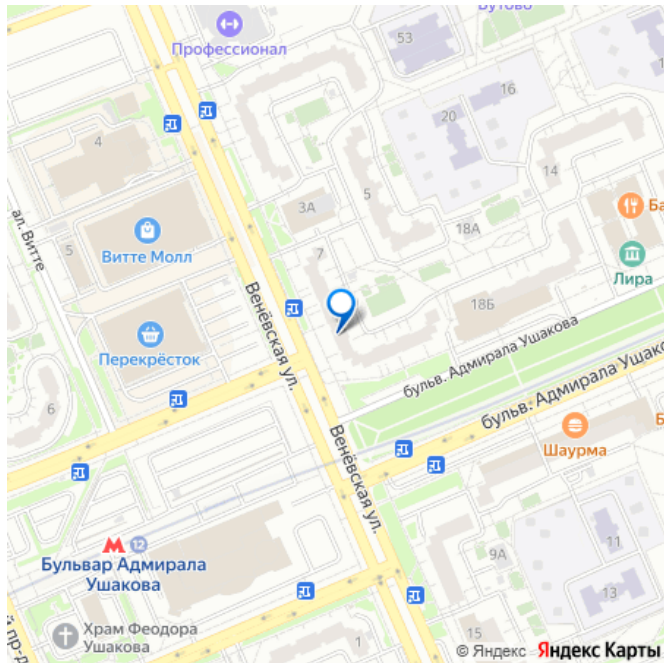 Бутово
Профессионал
53
16
20
4
14
5
3А
ал. Витте
Ба
18А
7
5
Витте Молл
Лира
Венёвская ул.
18Б
Перекрёсток
бульв. Адмирала Ушакова
бульв. Адмирала Ушако
6
Б
Шаурма
Венёвская ул.
12
Бульвар Адмирала
Ушакова
9А
11
13
й пр-д
Храм Феодора
Ушакова
15
© Яндекс Яндекс Карты